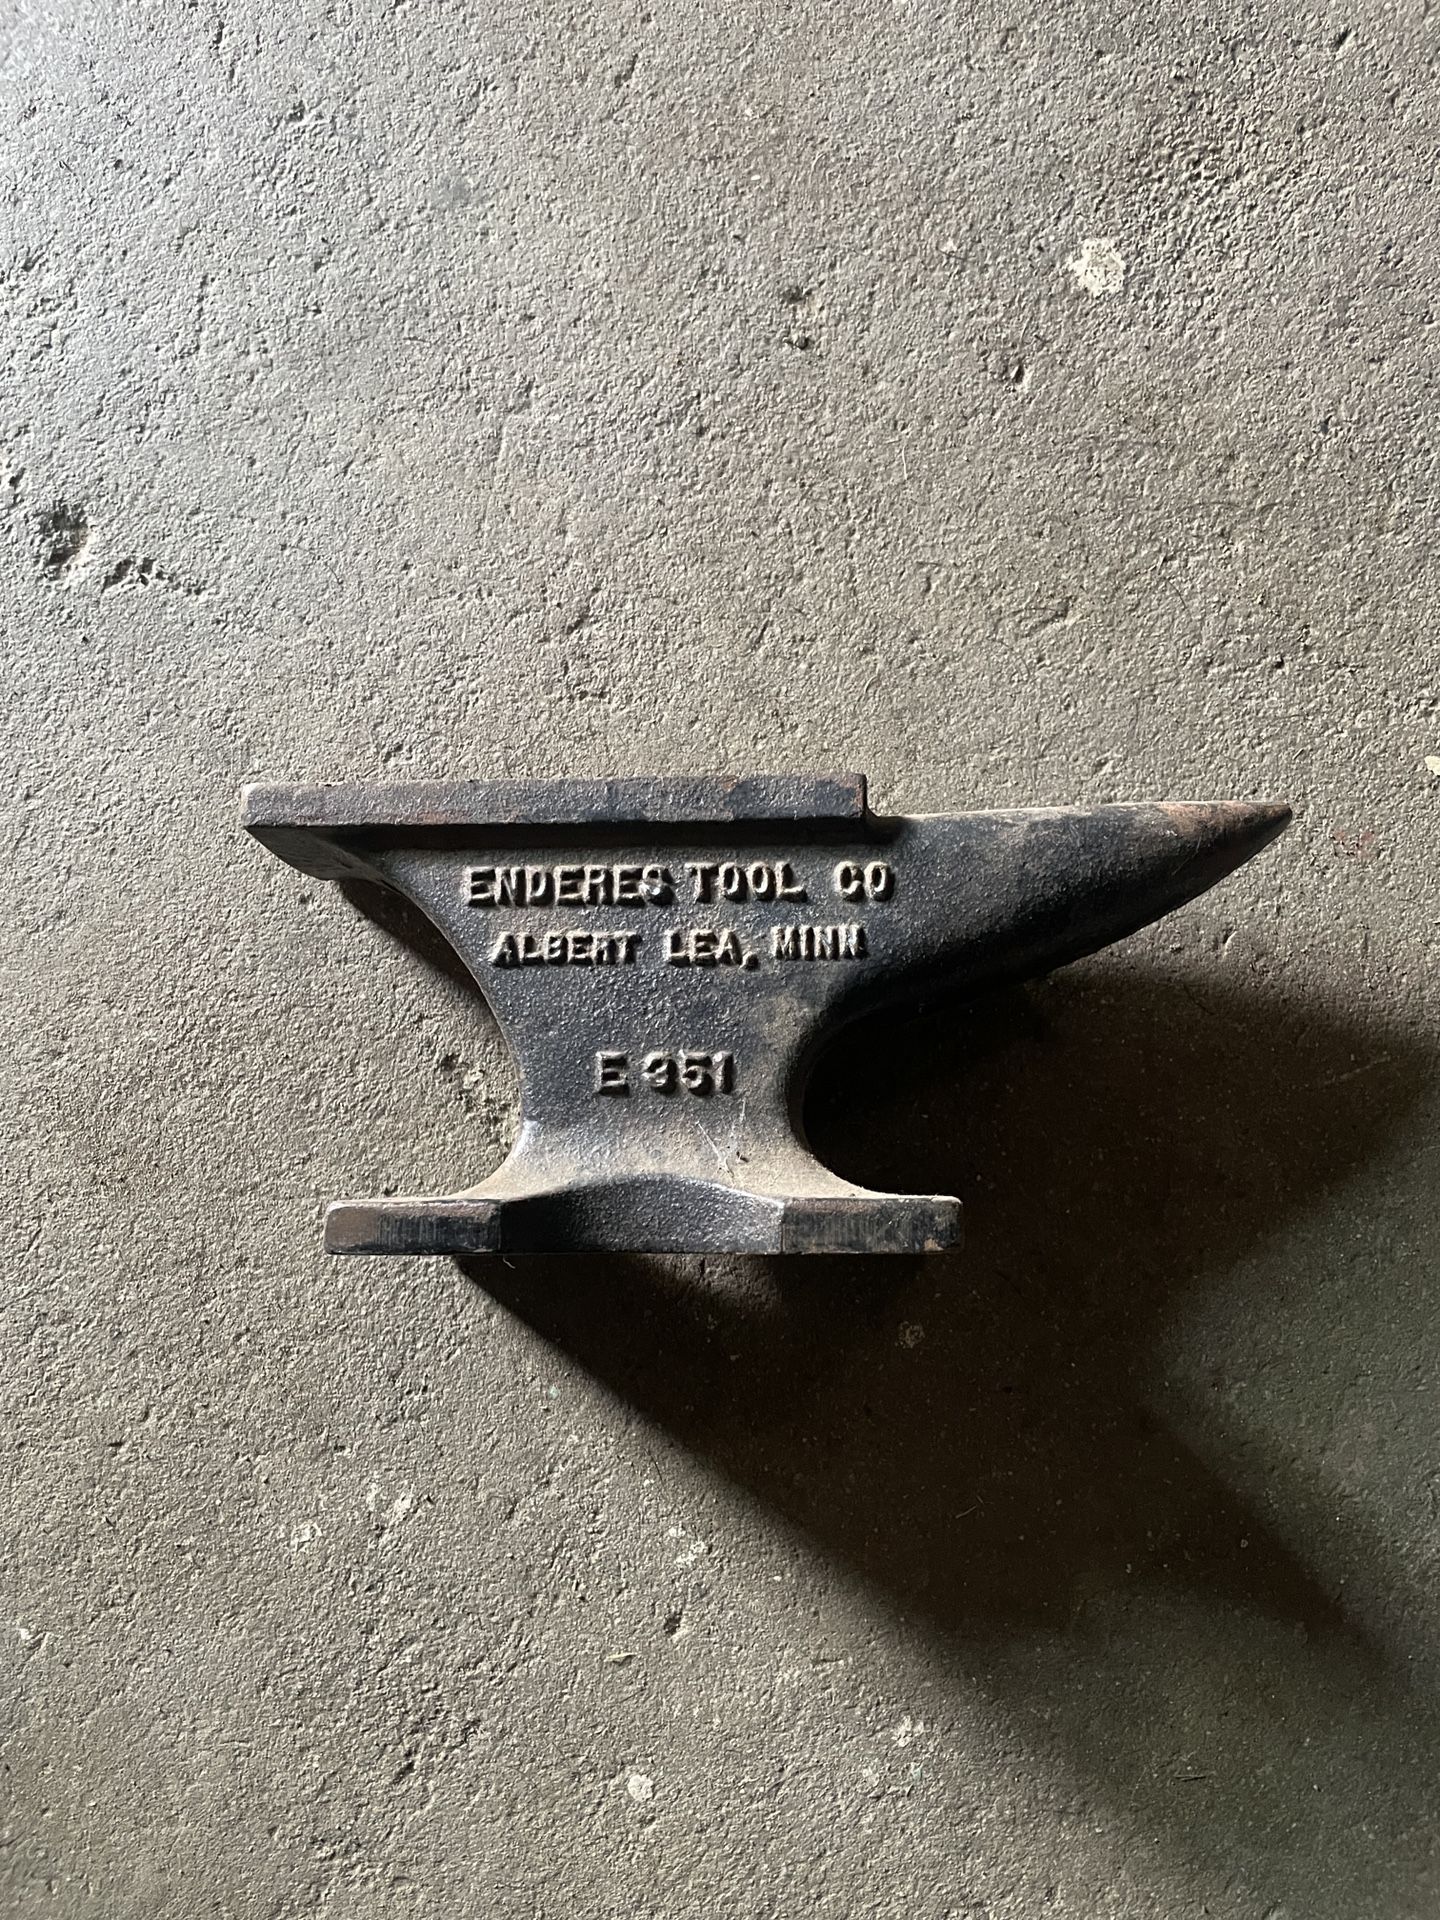 ENDERES TOOL CO
ALBERT LEA, MINN
E 351